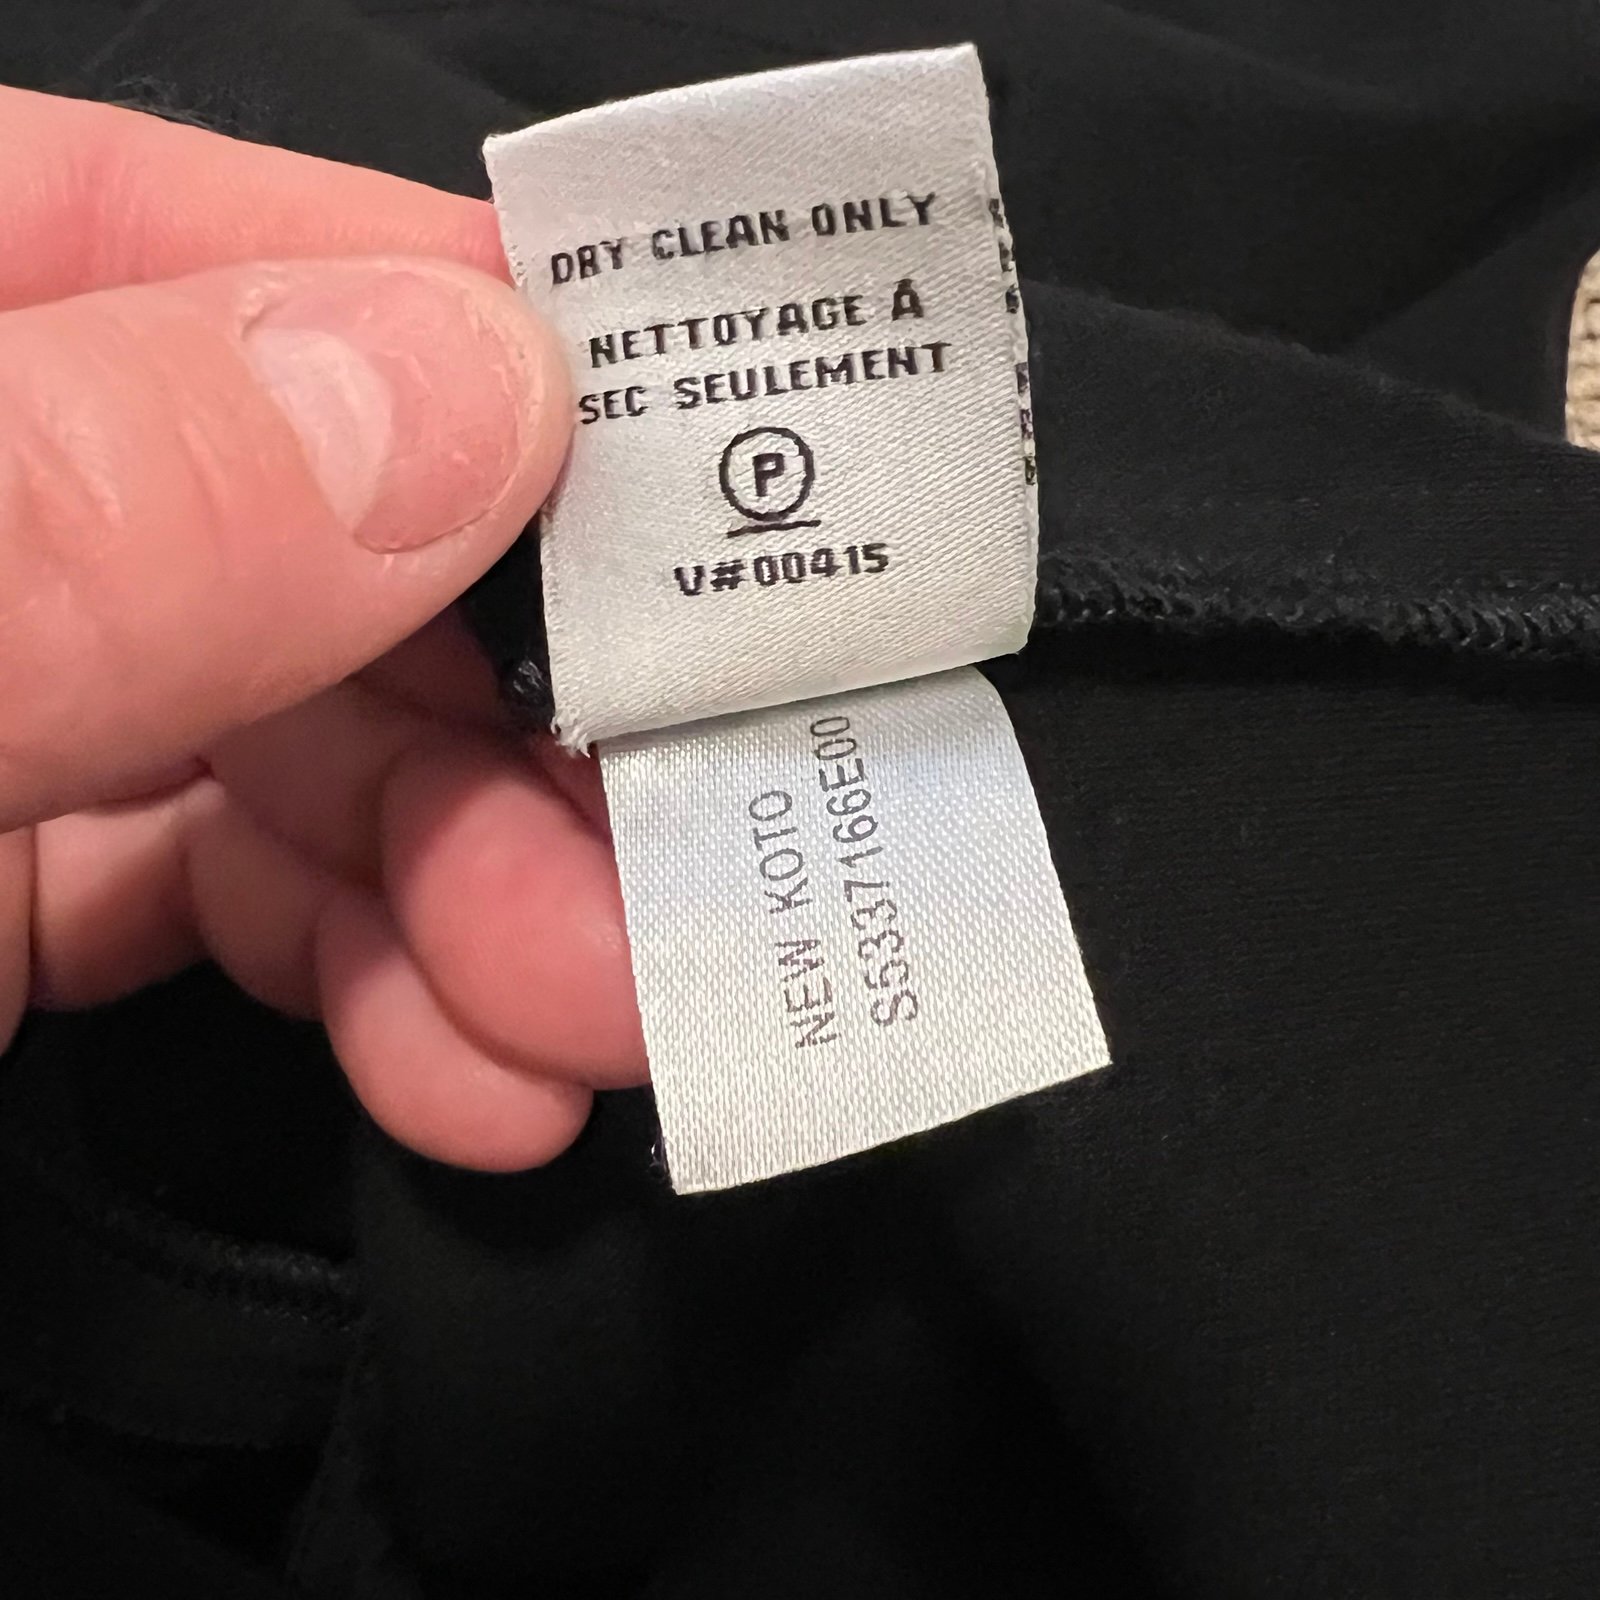 DRY CLEAN ONLY
NETTOYAGE À
SEC SEULEMENT
P
V#00415
NEW KOTO
S5337166E00